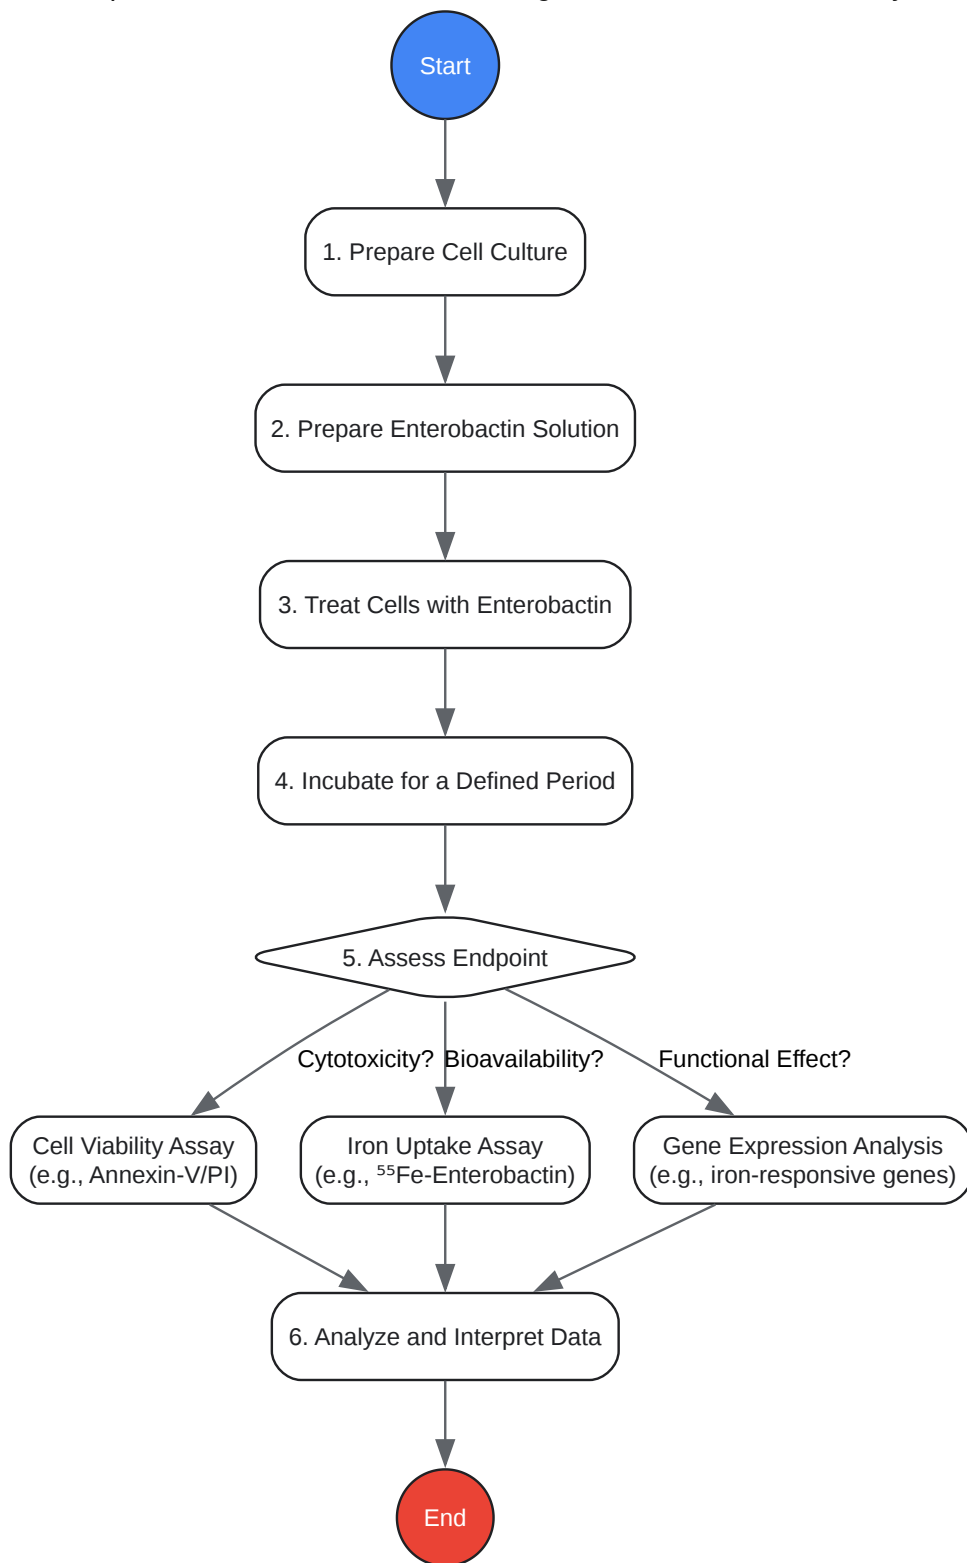 Start
1. Prepare Cell Culture
2. Prepare Enterobactin Solution
3. Treat Cells with Enterobactin
4. Incubate for a Defined Period
5. Assess Endpoint
Cytotoxicity? Bioavailability? Functional Effect?
Cell Viability Assay
(e.g., Annexin-V/PI)
Iron Uptake Assay
(e.g., ⁵⁵Fe-Enterobactin)
Gene Expression Analysis
(e.g., iron-responsive genes)
6. Analyze and Interpret Data
End